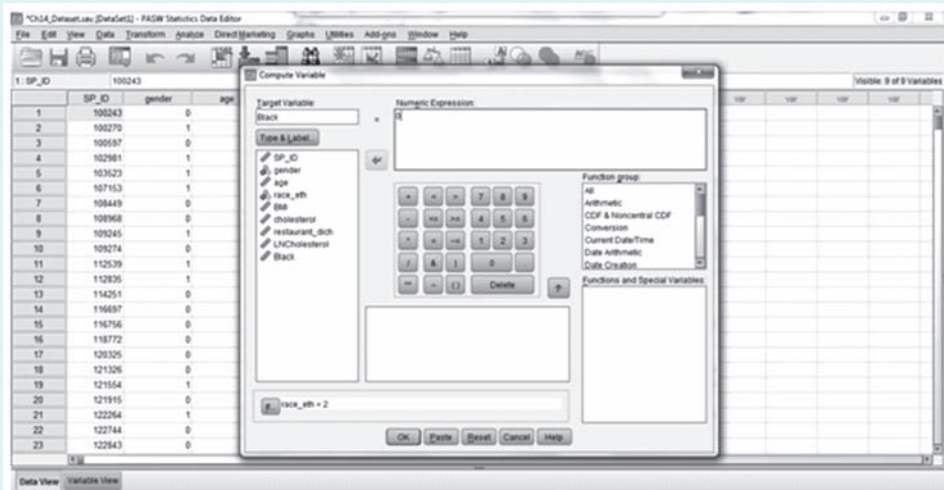 *Ch14_Dataset.sav [DataSet1] - PASW Statistics Data Editor
File Edit View Data Transform Analyze Direct Marketing Graphs Utilities Add-ons Window Help
1 : SP_ID 100243 Visible: 9 of 9 Variables
SP_ID gender age var var var var
1 100243 0
2 100270 1
3 100597 0
4 102981 1
5 103523 1
6 107153 1
7 108449 0
8 108968 0
9 109245 1
10 109274 0
11 112539 1
12 112835 1
13 114251 0
14 116697 0
15 116756 0
16 118772 0
17 120325 0
18 121326 0
19 121554 1
20 121915 0
21 122264 1
22 122744 0
23 122843 0
Compute Variable
Target Variable:
Black
=
Numeric Expression:
0
Type & Label...
SP_ID
gender
age
race_eth
BMI
cholesterol
restaurant_dich
LNCholesterol
Black
+ < > 7 8 9
- <= >= 4 5 6
* = ~= 1 2 3
/ & | 0 .
** ~ ( ) Delete
Function group:
All
Arithmetic
CDF & Noncentral CDF
Conversion
Current Date/Time
Date Arithmetic
Date Creation
Functions and Special Variables:
race_eth = 2
OK Paste Reset Cancel Help
Data View Variable View